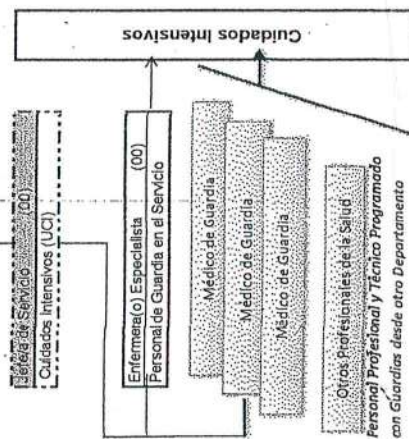 Jefe/a de Servicio (00)
Cuidados Intensivos (UCI)
Enfermera(o) Especialista (00)
Personal de Guardia en el Servicio
Médico de Guardia
Médico de Guardia
Médico de Guardia
Otros Profesionales de la Salud
Personal Profesional y Técnico Programado
con Guardias desde otro Departamento
Cuidados Intensivos